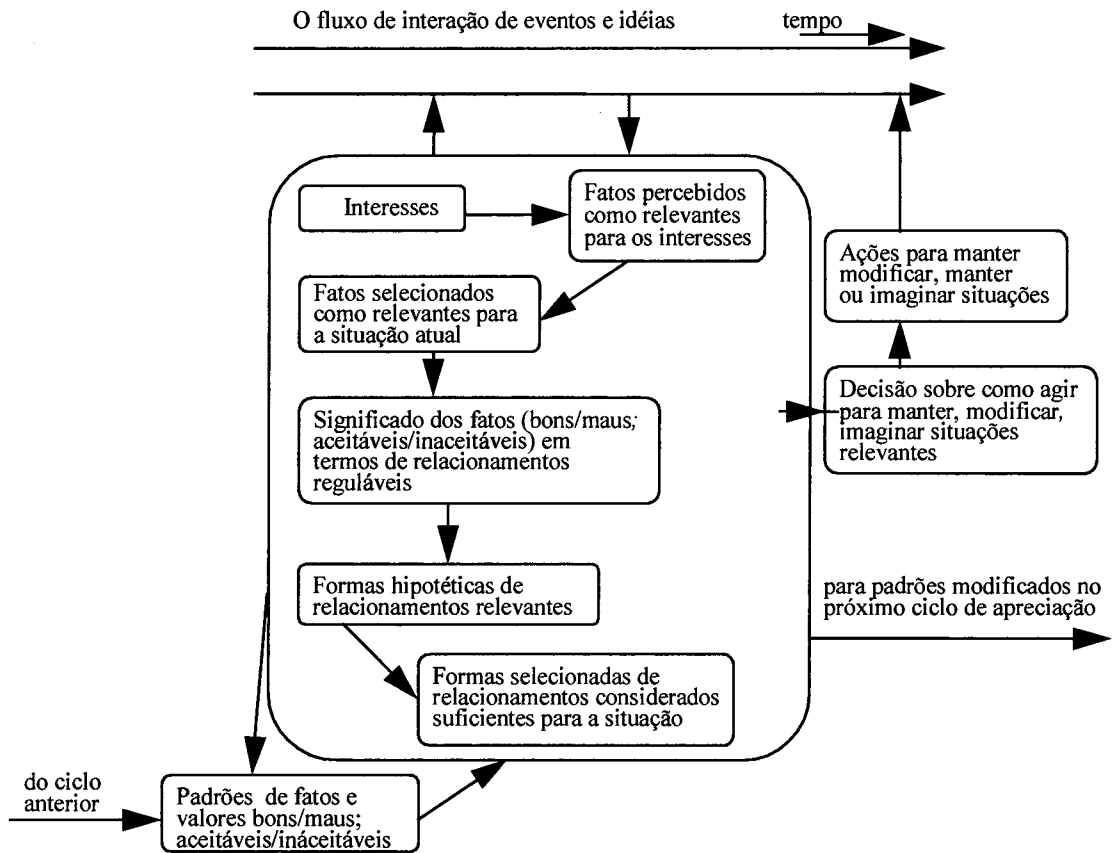 O fluxo de interação de eventos e idéias
tempo
Interesses
Fatos percebidos
como relevantes
para os interesses
Fatos selecionados
como relevantes para
a situação atual
Significado dos fatos (bons/maus;
aceitáveis/inaceitáveis) em
termos de relacionamentos
reguláveis
Formas hipotéticas de
relacionamentos relevantes
Formas selecionadas de
relacionamentos considerados
suficientes para a situação
Ações para manter
modificar, manter
ou imaginar situações
Decisão sobre como agir
para manter, modificar,
imaginar situações
relevantes
para padrões modificados no
próximo ciclo de apreciação
do ciclo
anterior
Padrões de fatos e
valores bons/maus;
aceitáveis/ináceitáveis